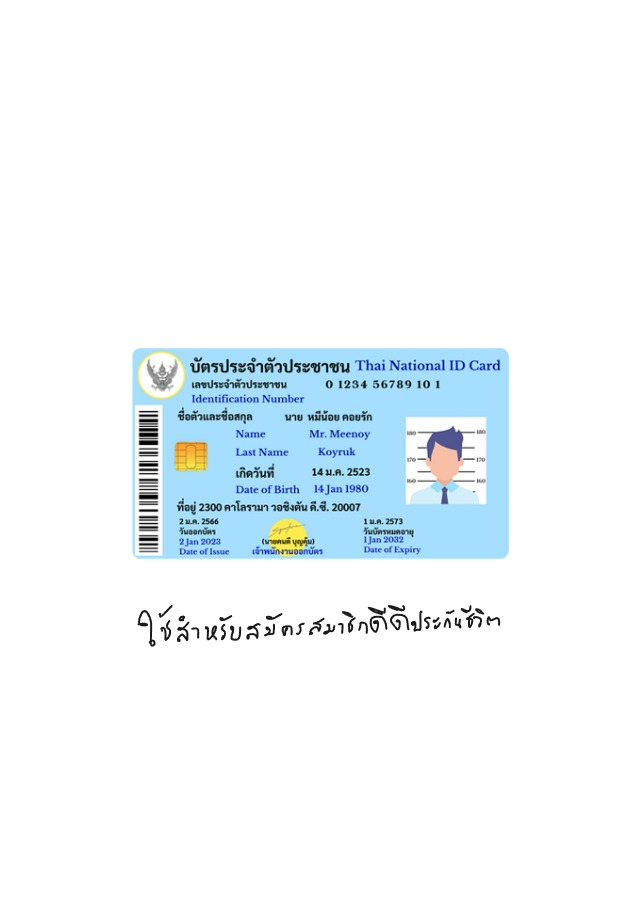 บัตรประจำตัวประชาชน Thai National ID Card
เลขประจำตัวประชาชน 0 1234 56789 10 1
Identification Number
ชื่อตัวและชื่อสกุล นาย หมีน้อย คอยรัก
Name Mr. Meenoy
Last Name Koyruk
เกิดวันที่ 14 ม.ค. 2523
Date of Birth 14 Jan 1980
180 180
170 170
160 160
ที่อยู่ 2300 คาโลรามา วอชิงตัน ดี.ซี. 20007
2 ม.ค. 2566 1 ม.ค. 2573
วันออกบัตร วันบัตรหมดอายุ
2 Jan 2023 (นายคนดี บุญคุ้ม) 1 Jan 2032
Date of Issue เจ้าพนักงานออกบัตร Date of Expiry
ใช้สำหรับสมัครสมาชิกดีดีประกันชีวิต